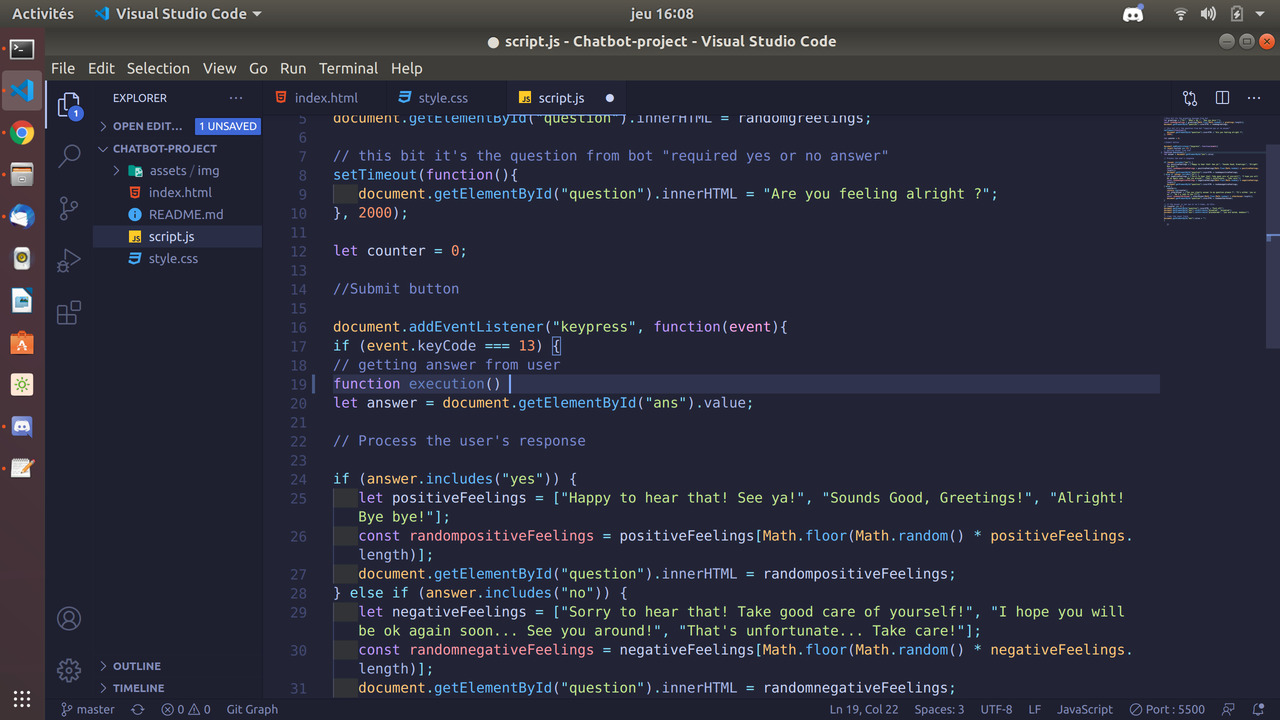 Activités
Visual Studio Code
jeu 16:08
script.js - Chatbot-project - Visual Studio Code
File Edit Selection View Go Run Terminal Help
EXPLORER
index.html
style.css
script.js
OPEN EDIT... 1 UNSAVED
CHATBOT-PROJECT
assets / img
index.html
README.md
script.js
style.css
OUTLINE
TIMELINE
1
5 document.getElementById("question").innerHTML = randomgreetings;
6
7 // this bit it's the question from bot "required yes or no answer"
8 setTimeout(function(){
9 document.getElementById("question").innerHTML = "Are you feeling alright ?";
10 }, 2000);
11
12 let counter = 0;
13
14 //Submit button
15
16 document.addEventListener("keypress", function(event){
17 if (event.keyCode === 13) {
18 // getting answer from user
19 function execution()
20 let answer = document.getElementById("ans").value;
21
22 // Process the user's response
23
24 if (answer.includes("yes")) {
25 let positiveFeelings = ["Happy to hear that! See ya!", "Sounds Good, Greetings!", "Alright!
Bye bye!"];
26 const randompositiveFeelings = positiveFeelings[Math.floor(Math.random() * positiveFeelings.
length)];
27 document.getElementById("question").innerHTML = randompositiveFeelings;
28 } else if (answer.includes("no")) {
29 let negativeFeelings = ["Sorry to hear that! Take good care of yourself!", "I hope you will
be ok again soon... See you around!", "That's unfortunate... Take care!"];
30 const randomnegativeFeelings = negativeFeelings[Math.floor(Math.random() * negativeFeelings.
length)];
31 document.getElementById("question").innerHTML = randomnegativeFeelings;
master 0 0 Git Graph Ln 19, Col 22 Spaces: 3 UTF-8 LF JavaScript Port : 5500